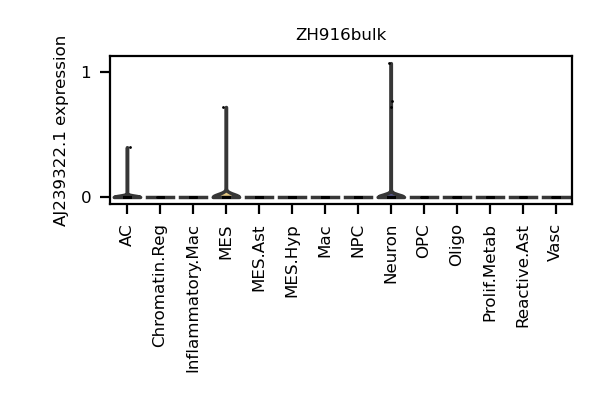 ZH916bulk
AJ239322.1 expression
1
0
AC
Chromatin.Reg
Inflammatory.Mac
MES
MES.Ast
MES.Hyp
Mac
NPC
Neuron
OPC
Oligo
Prolif.Metab
Reactive.Ast
Vasc